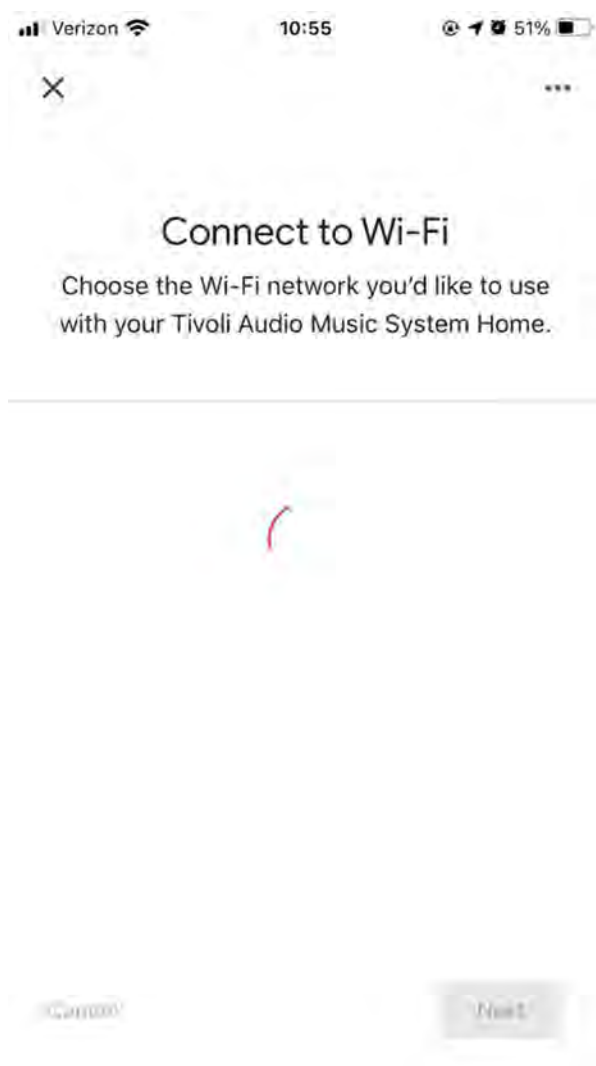 Verizon 10:55 51%
Connect to Wi-Fi
Choose the Wi-Fi network you'd like to use
with your Tivoli Audio Music System Home.
Cancel Next